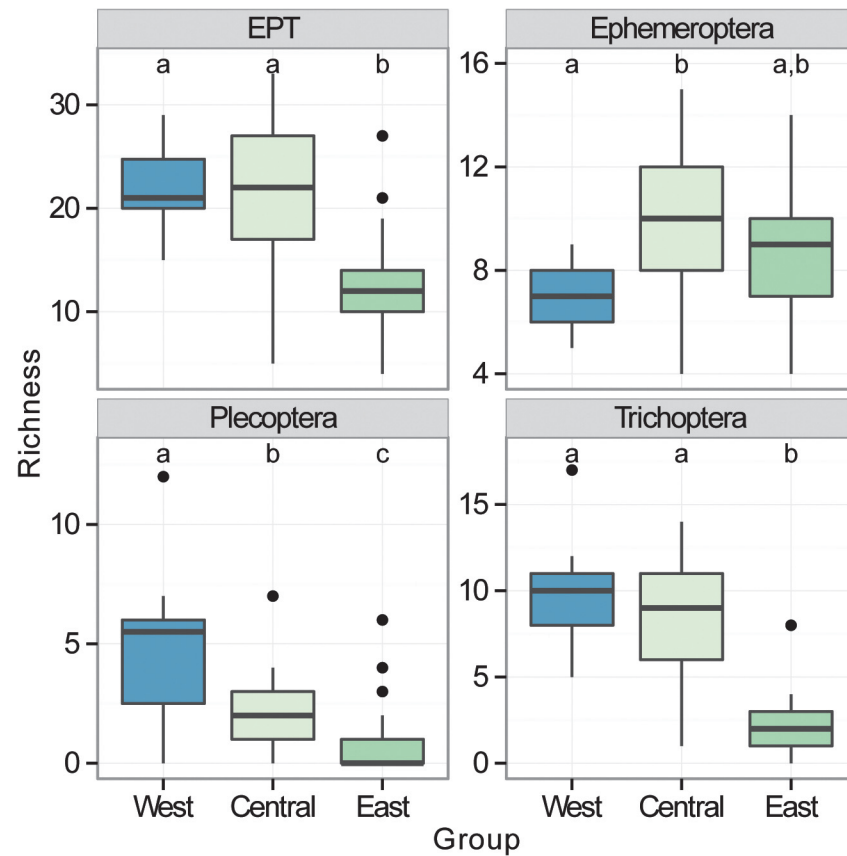 EPT
Ephemeroptera
a a b
a b a,b
30
20
10
16
12
8
4
Richness
Plecoptera
Trichoptera
a b c
a a b
10
5
0
15
10
5
0
West Central East
West Central East
Group